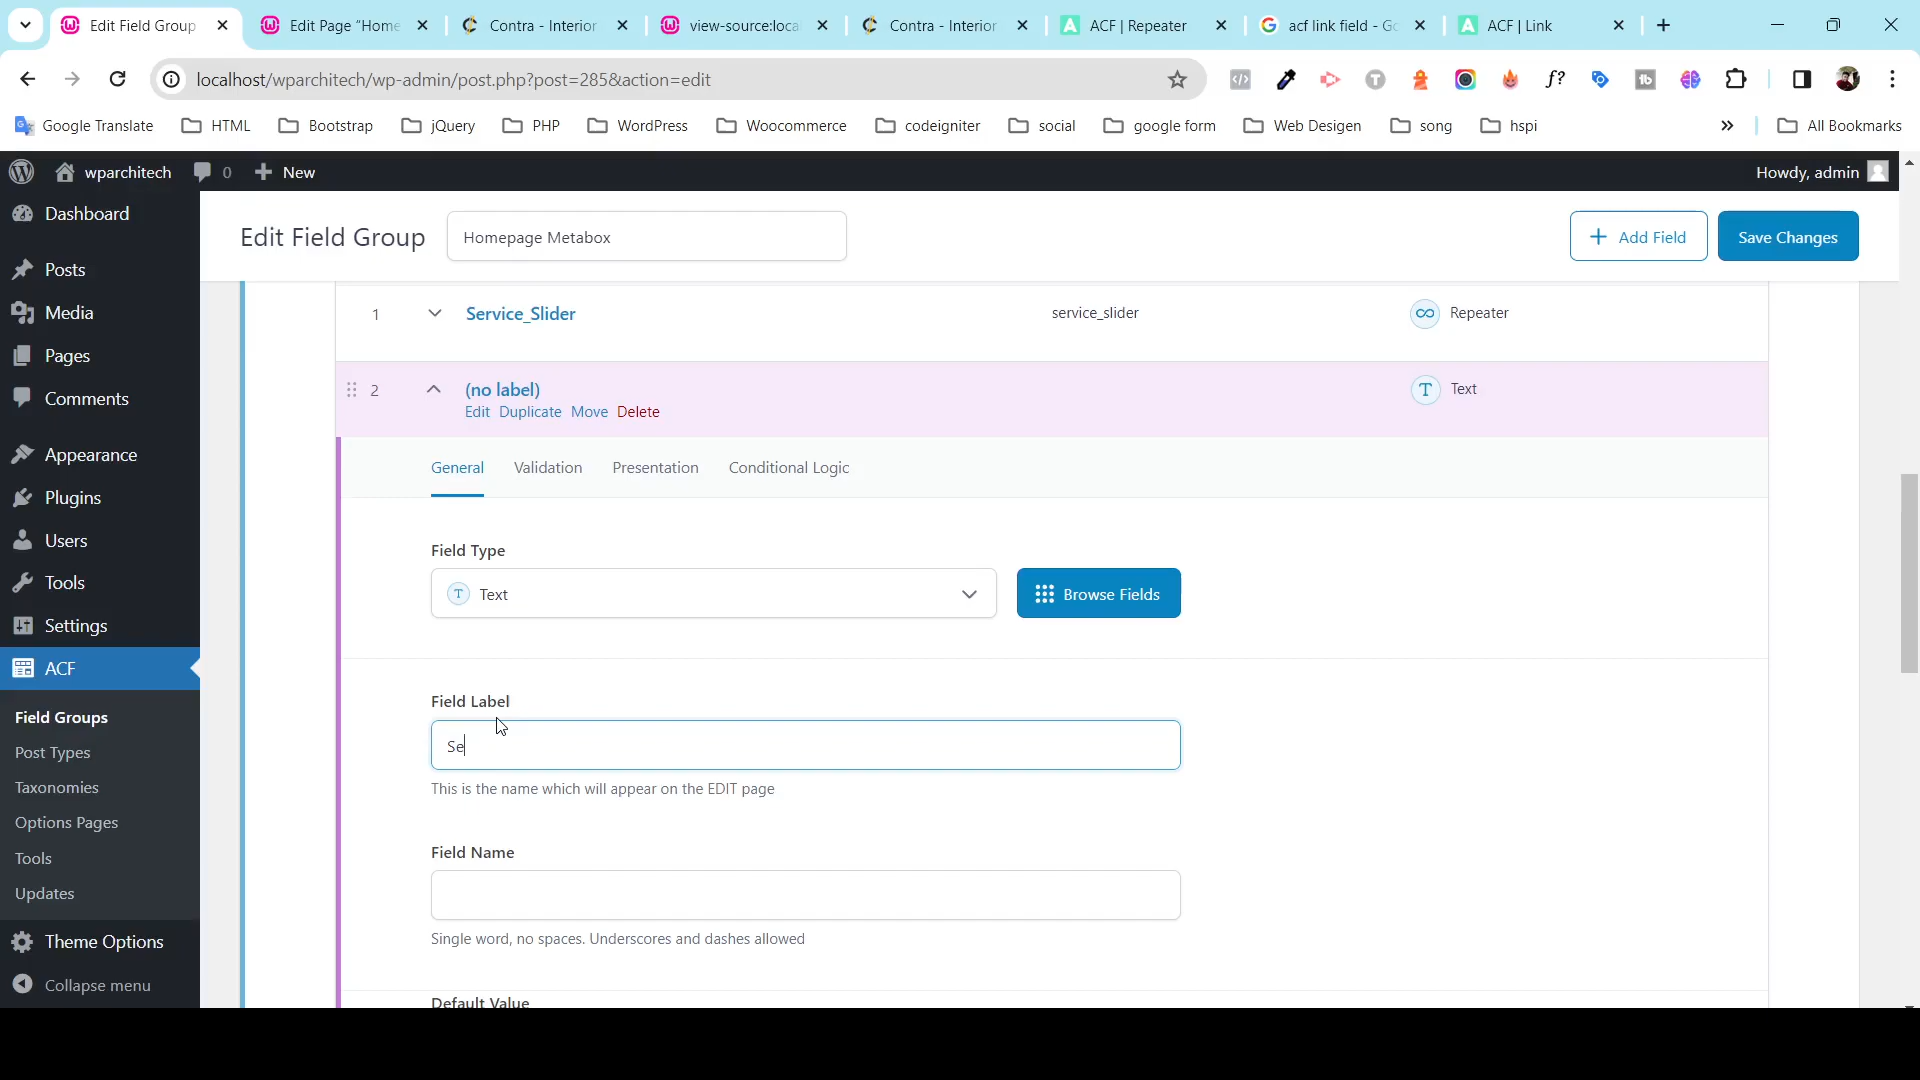 Edit Field Group
Edit Page "Home
Contra - Interior
view-source:loca
Contra - Interior
ACF | Repeater
acf link field - Go
ACF | Link
localhost/wparchitech/wp-admin/post.php?post=285&action=edit
Google Translate
HTML
Bootstrap
jQuery
PHP
WordPress
Woocommerce
codeigniter
social
google form
Web Desigen
song
hspi
All Bookmarks
wparchitech
0
New
Howdy, admin
Dashboard
Posts
Media
Pages
Comments
Appearance
Plugins
Users
Tools
Settings
ACF
Field Groups
Post Types
Taxonomies
Options Pages
Tools
Updates
Theme Options
Collapse menu
Edit Field Group
Homepage Metabox
Add Field
Save Changes
1 Service_Slider service_slider Repeater
2 (no label) T Text
Edit Duplicate Move Delete
General Validation Presentation Conditional Logic
Field Type
T Text
Browse Fields
Field Label
Se
This is the name which will appear on the EDIT page
Field Name
Single word, no spaces. Underscores and dashes allowed
Default Value